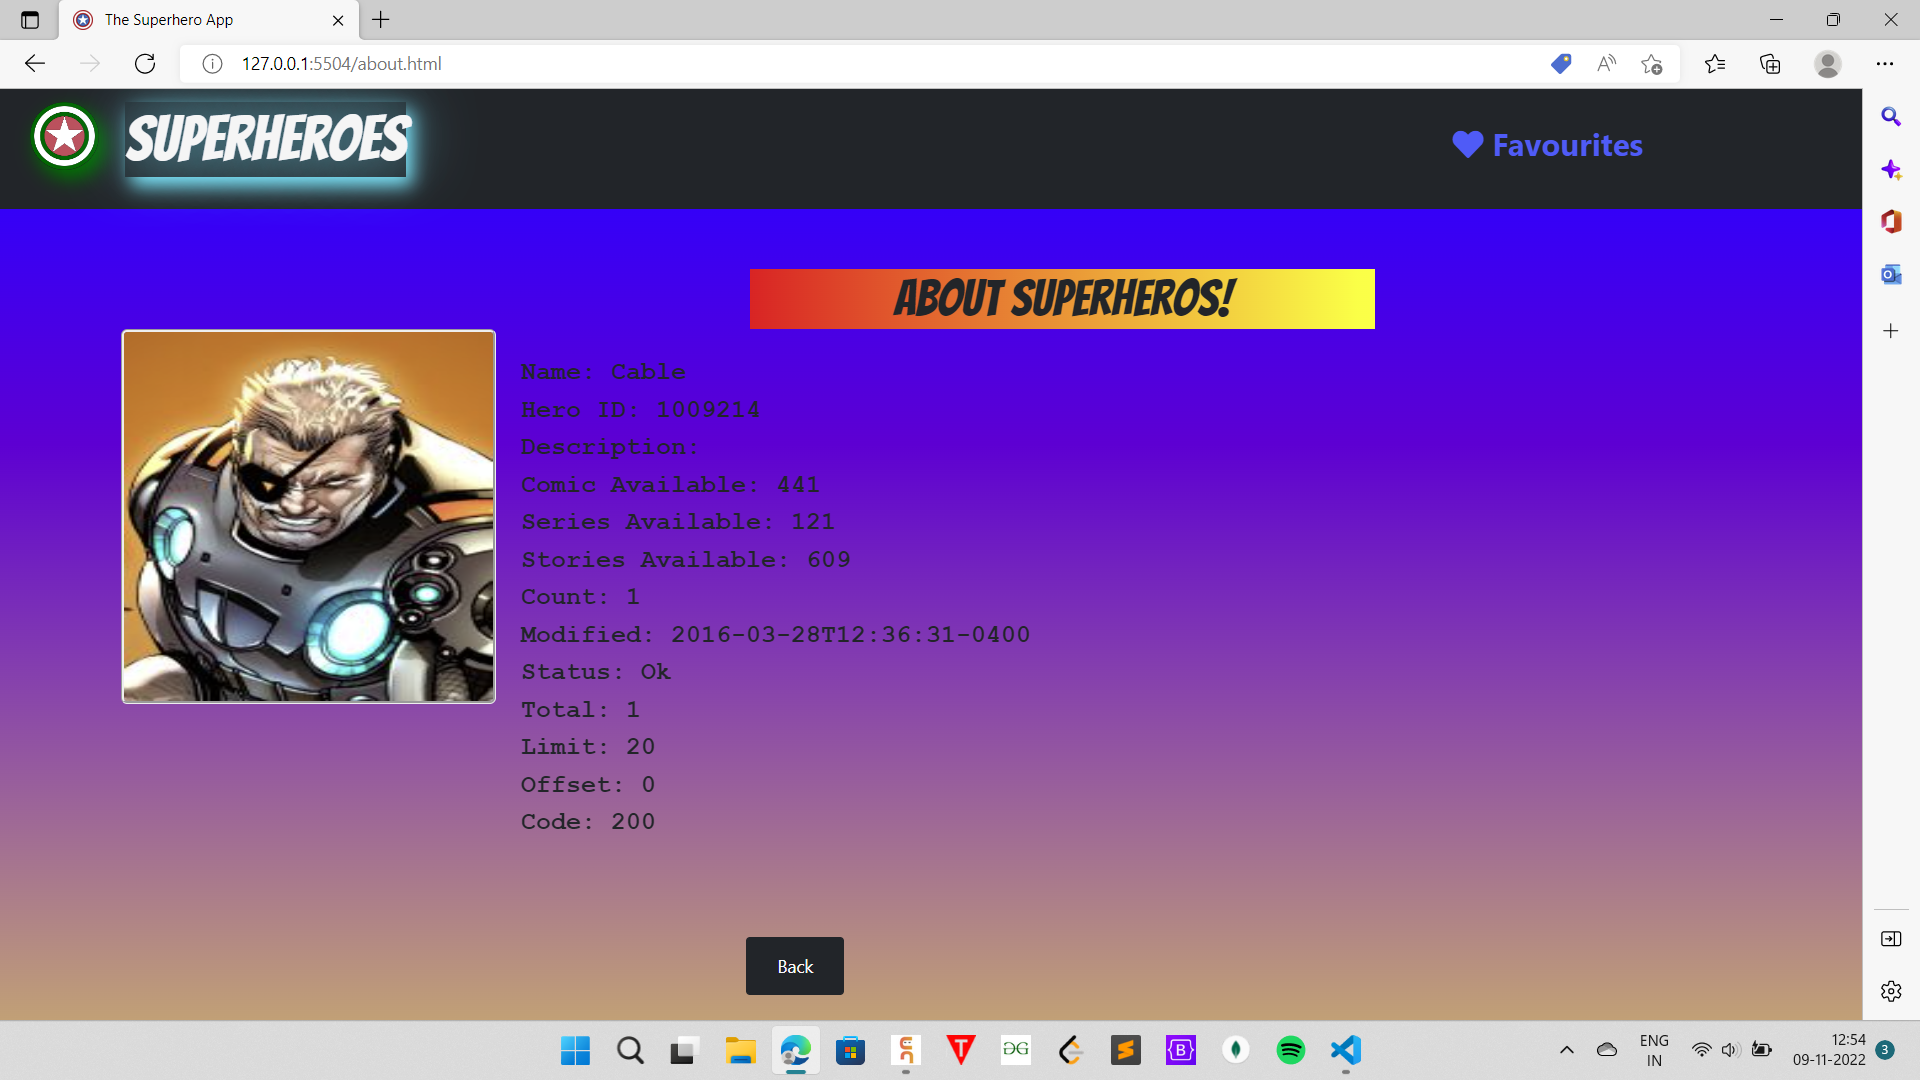 The Superhero App
127.0.0.1:5504/about.html
SUPERHEROES
Favourites
ABOUT SUPERHEROS!
Name: Cable
Hero ID: 1009214
Description:
Comic Available: 441
Series Available: 121
Stories Available: 609
Count: 1
Modified: 2016-03-28T12:36:31-0400
Status: Ok
Total: 1
Limit: 20
Offset: 0
Code: 200
Back
ENG
IN
12:54
09-11-2022
3